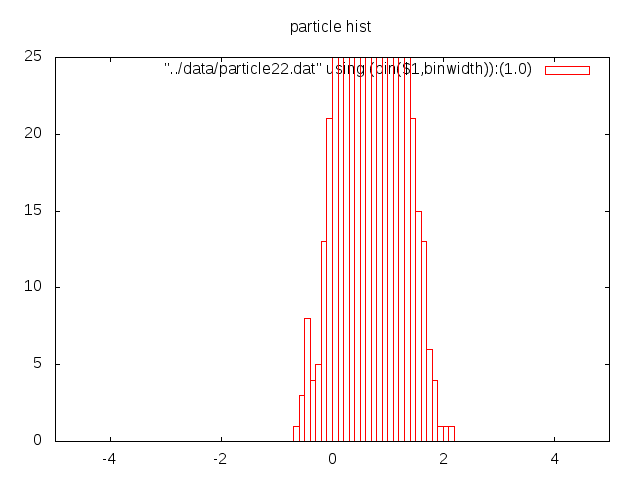 particle hist
25
"../data/particle22.dat" using (bin($1,binwidth)):(1.0)
20
15
10
5
0
-4 -2 0 2 4